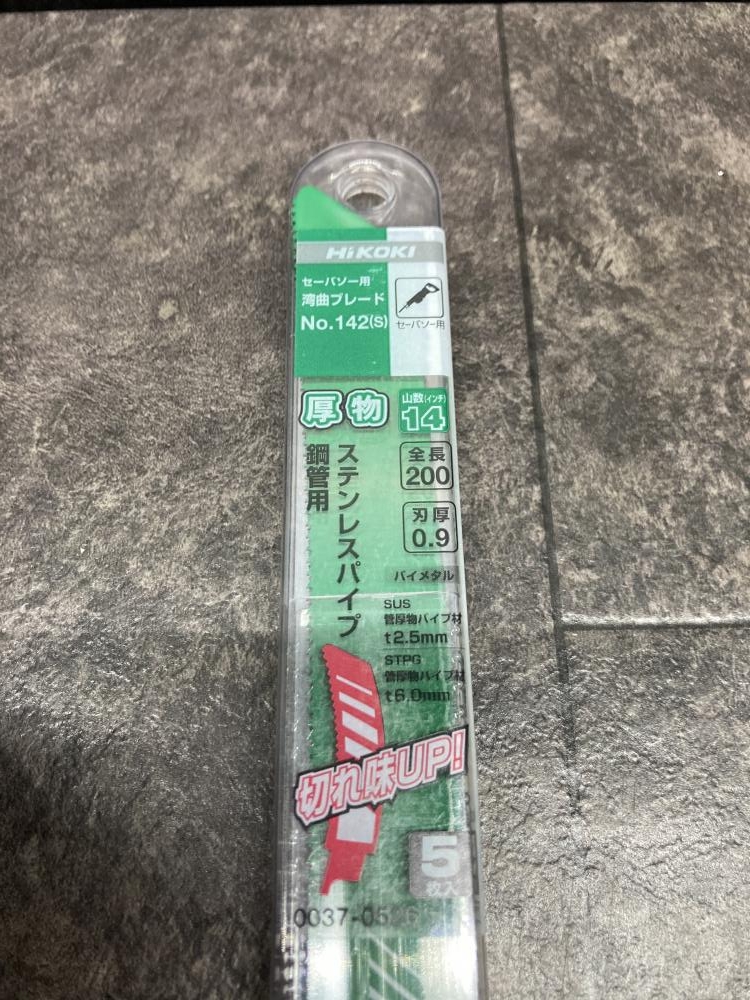 HiKOKI
セーバソー用
湾曲ブレード
No.142(S)
セーバソー用
厚物
山数(インチ)
14
ステンレスパイプ
鋼管用
全長
200
刃厚
0.9
バイメタル
SUS
管厚物パイプ材
t2.5mm
STPG
管厚物パイプ材
t6.0mm
切れ味UP!
5
枚入